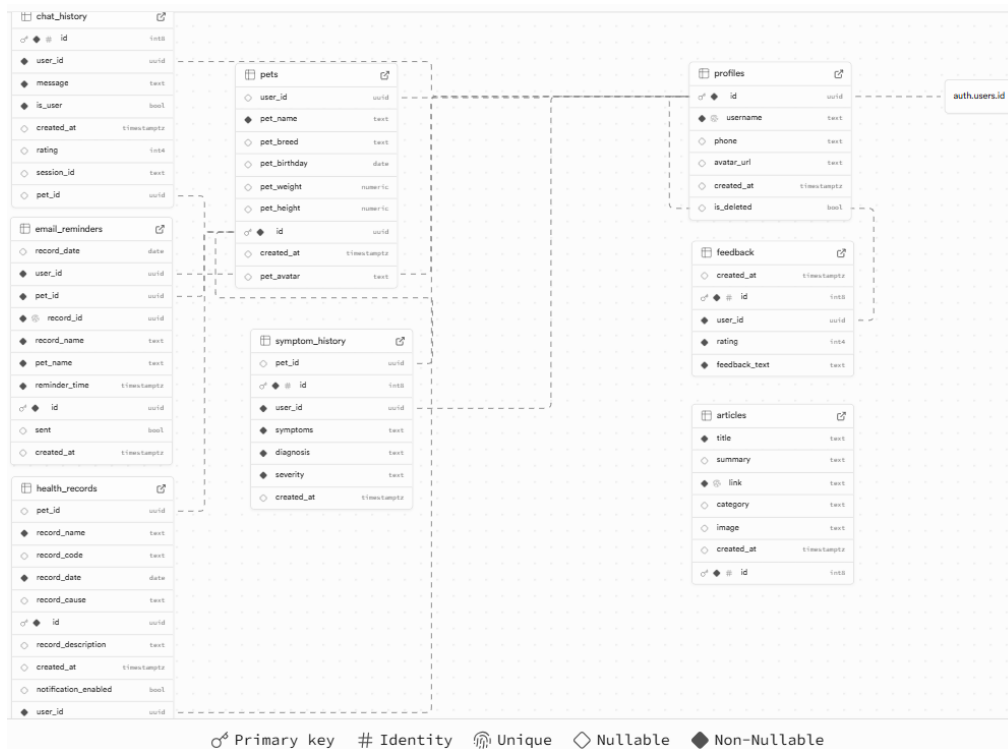 chat_history
id int8
user_id uuid
message text
is_user bool
created_at timestamptz
rating int4
session_id text
pet_id uuid
email_reminders
record_date date
user_id uuid
pet_id uuid
record_id uuid
record_name text
pet_name text
reminder_time timestamptz
id uuid
sent bool
created_at timestamptz
health_records
pet_id uuid
record_name text
record_code text
record_date date
record_cause text
id uuid
record_description text
created_at timestamptz
notification_enabled bool
user_id uuid
pets
user_id uuid
pet_name text
pet_breed text
pet_birthday date
pet_weight numeric
pet_height numeric
id uuid
created_at timestamptz
pet_avatar text
symptom_history
pet_id uuid
id int8
user_id uuid
symptoms text
diagnosis text
severity text
created_at timestamptz
profiles
id uuid
username text
phone text
avatar_url text
created_at timestamptz
is_deleted bool
auth.users.id
feedback
created_at timestamptz
id int8
user_id uuid
rating int4
feedback_text text
articles
title text
summary text
link text
category text
image text
created_at timestamptz
id int8
Primary key # Identity Unique Nullable Non-Nullable